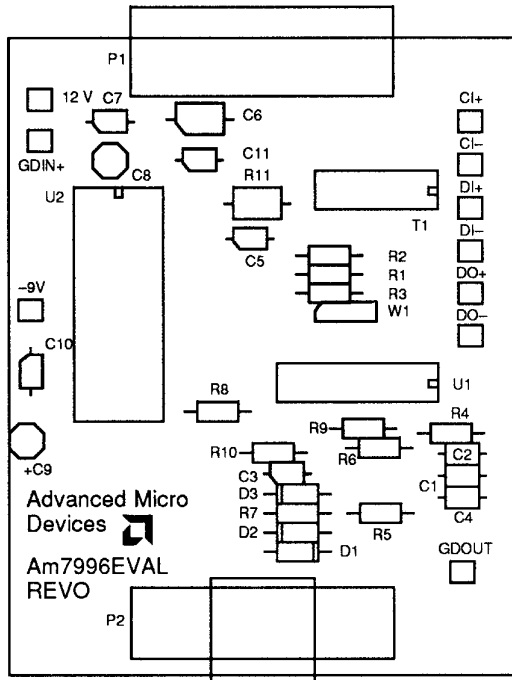 P1
12 V
C7
C6
CI+
GDIN+
C11
CI–
C8
R11
DI+
U2
T1
DI–
C5
R2
R1
DO+
R3
–9V
W1
DO–
C10
U1
R8
R9
R4
R10
R6
C2
+C9
C3
C1
D3
R7
C4
R5
D2
D1
Advanced Micro
Devices
GDOUT
Am7996EVAL
REVO
P2